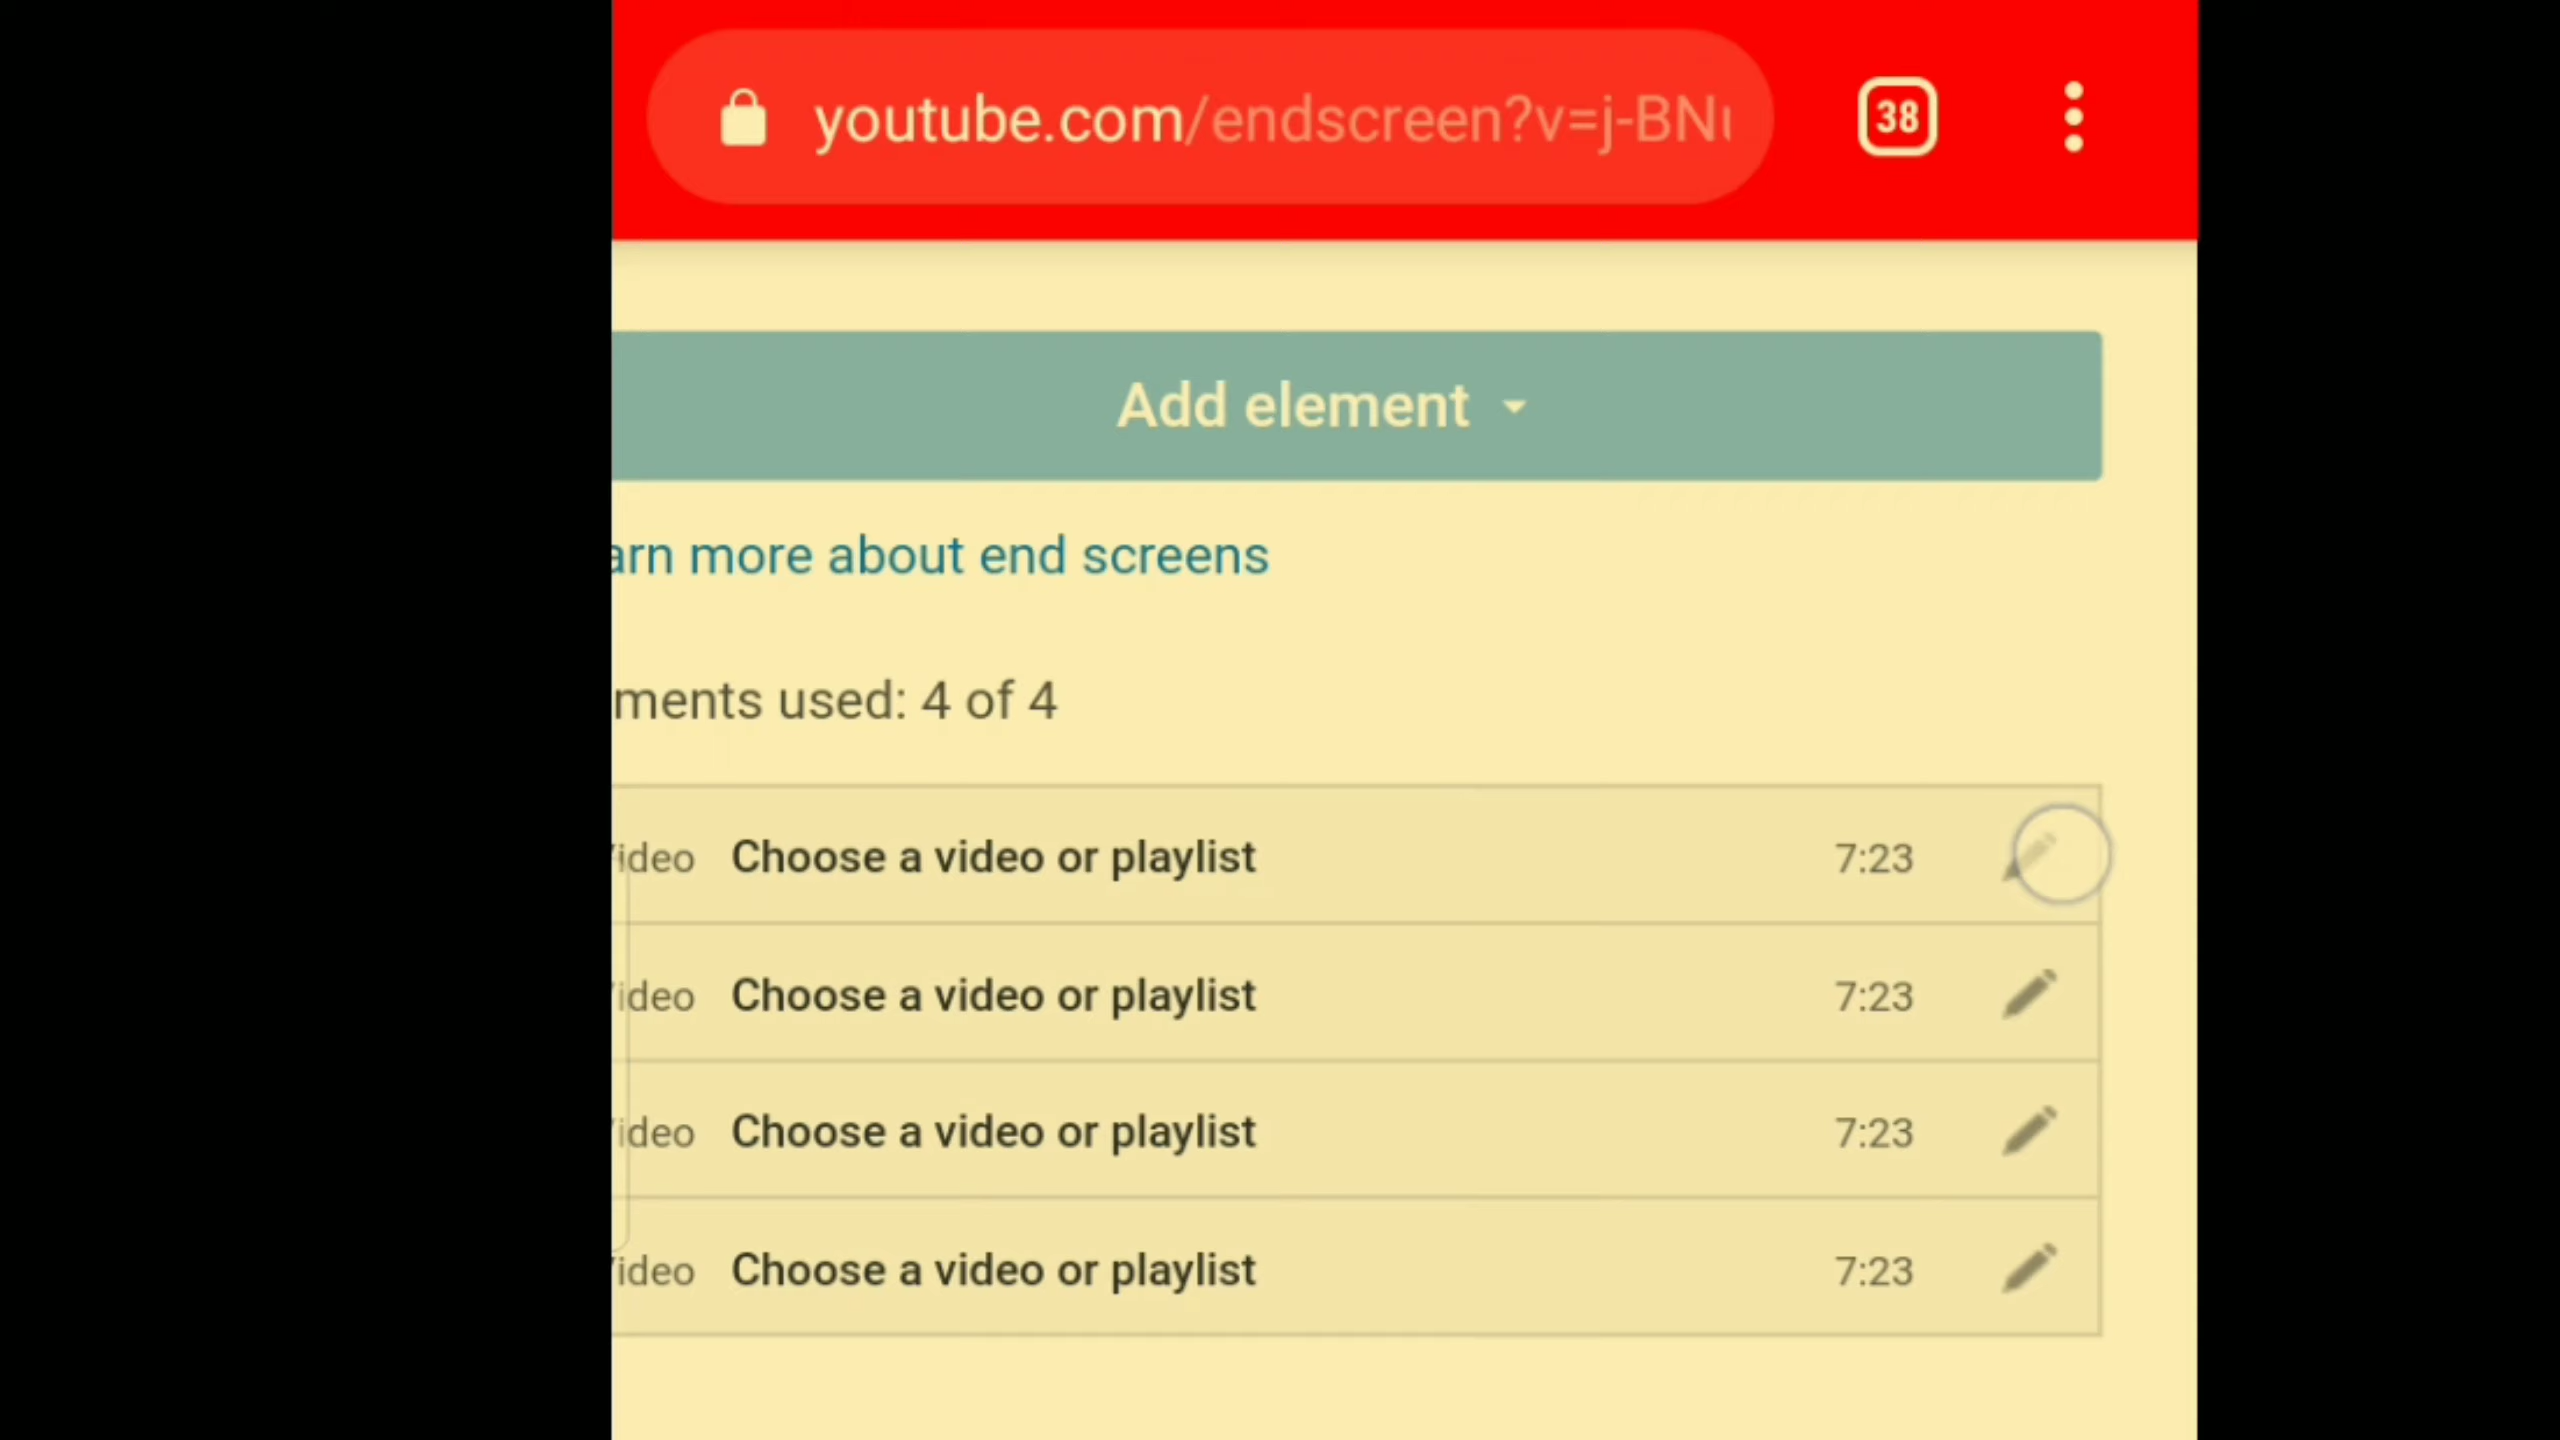 youtube.com/endscreen?v=j-BN
38
Add element
arn more about end screens
ments used: 4 of 4
ideo Choose a video or playlist 7:23
ideo Choose a video or playlist 7:23
ideo Choose a video or playlist 7:23
ideo Choose a video or playlist 7:23